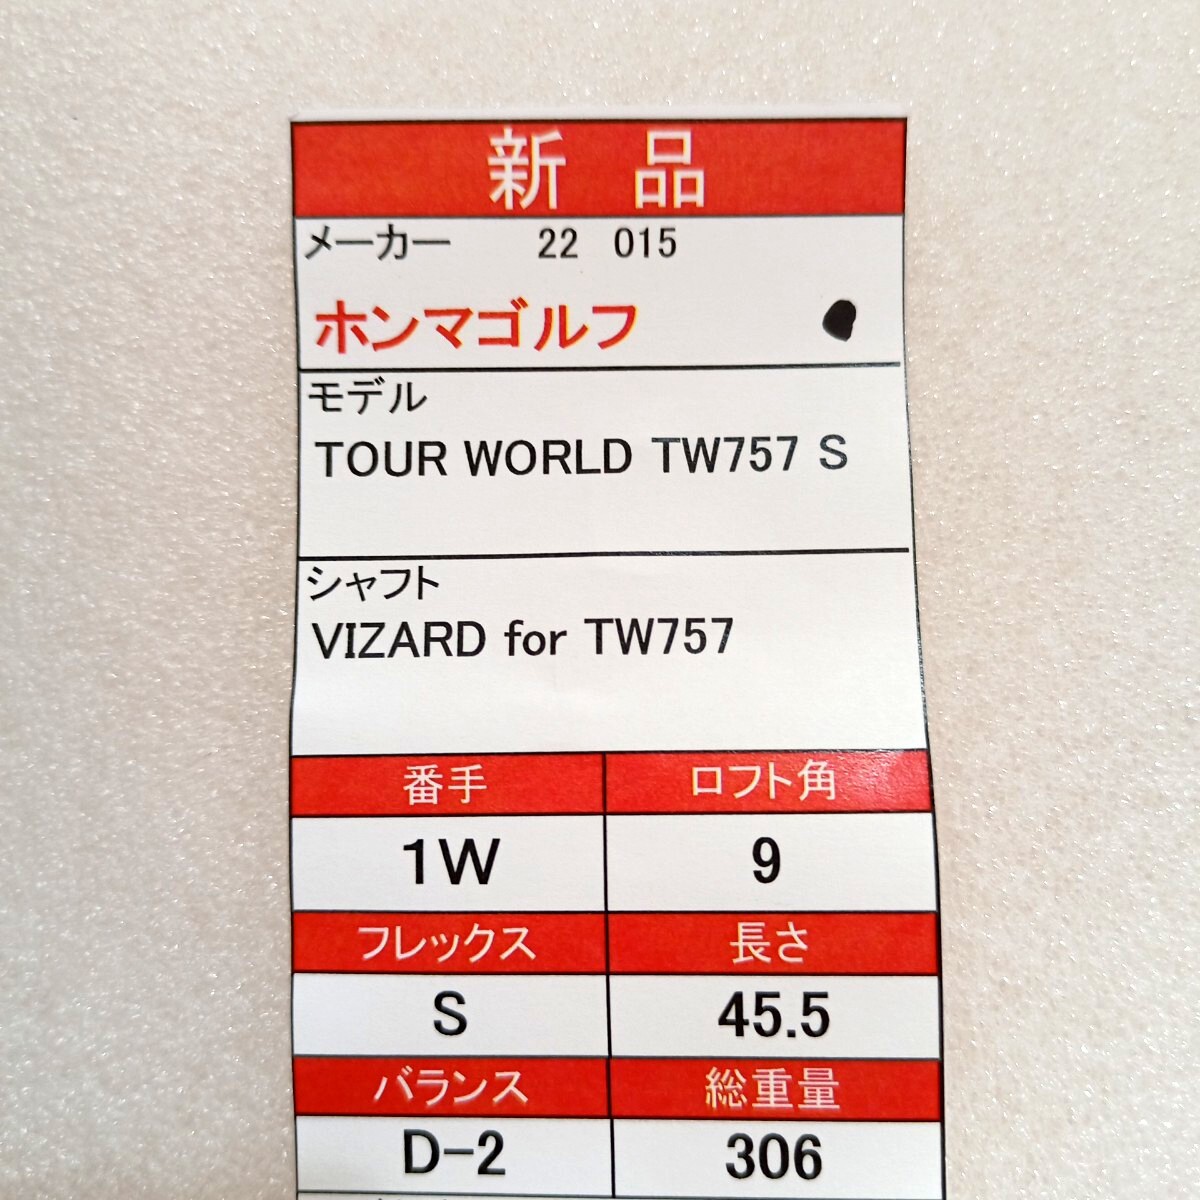 新 品
メーカー 22 015
ホンマゴルフ
モデル
TOUR WORLD TW757 S
シャフト
VIZARD for TW757
番手 ロフト角
1W 9
フレックス 長さ
S 45.5
バランス 総重量
D-2 306